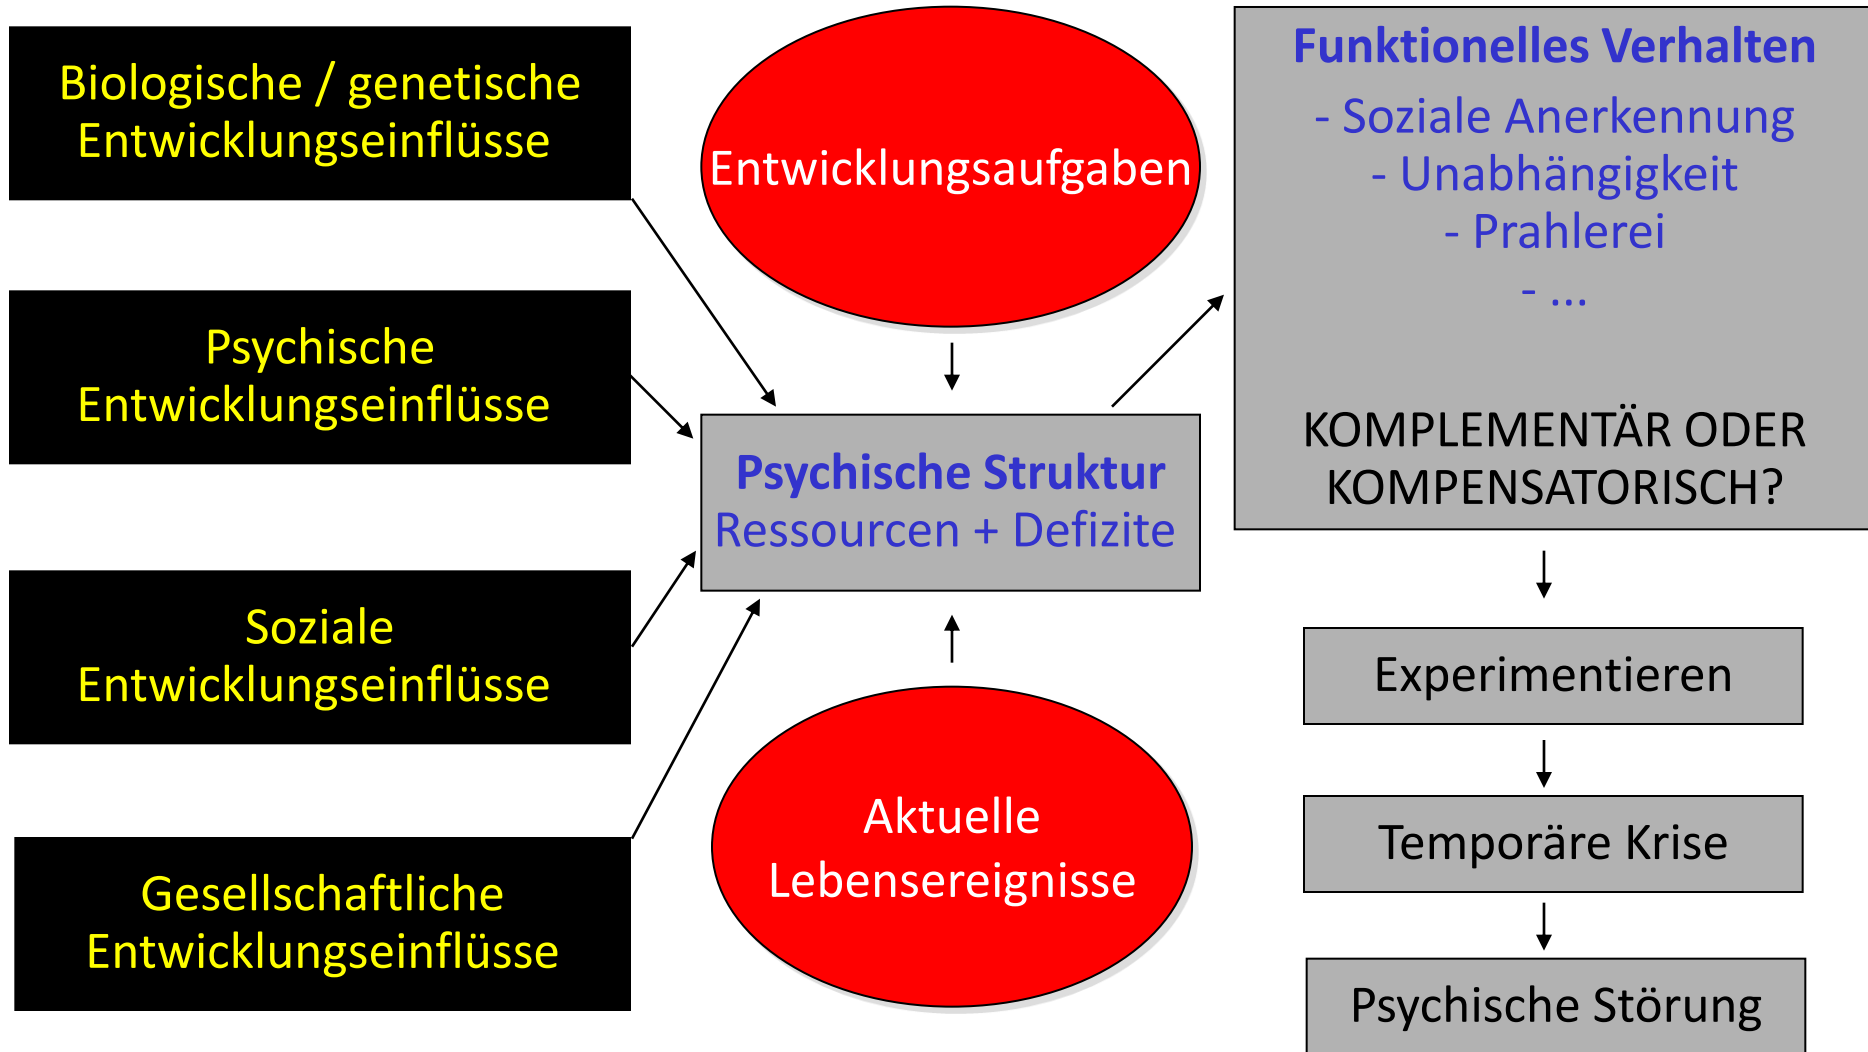 Biologische / genetische
Entwicklungseinflüsse
Psychische
Entwicklungseinflüsse
Soziale
Entwicklungseinflüsse
Gesellschaftliche
Entwicklungseinflüsse
Entwicklungsaufgaben
Psychische Struktur
Ressourcen + Defizite
Aktuelle
Lebensereignisse
Funktionelles Verhalten
- Soziale Anerkennung
- Unabhängigkeit
- Prahlerei
- ...
KOMPLEMENTÄR ODER
KOMPENSATORISCH?
Experimentieren
Temporäre Krise
Psychische Störung